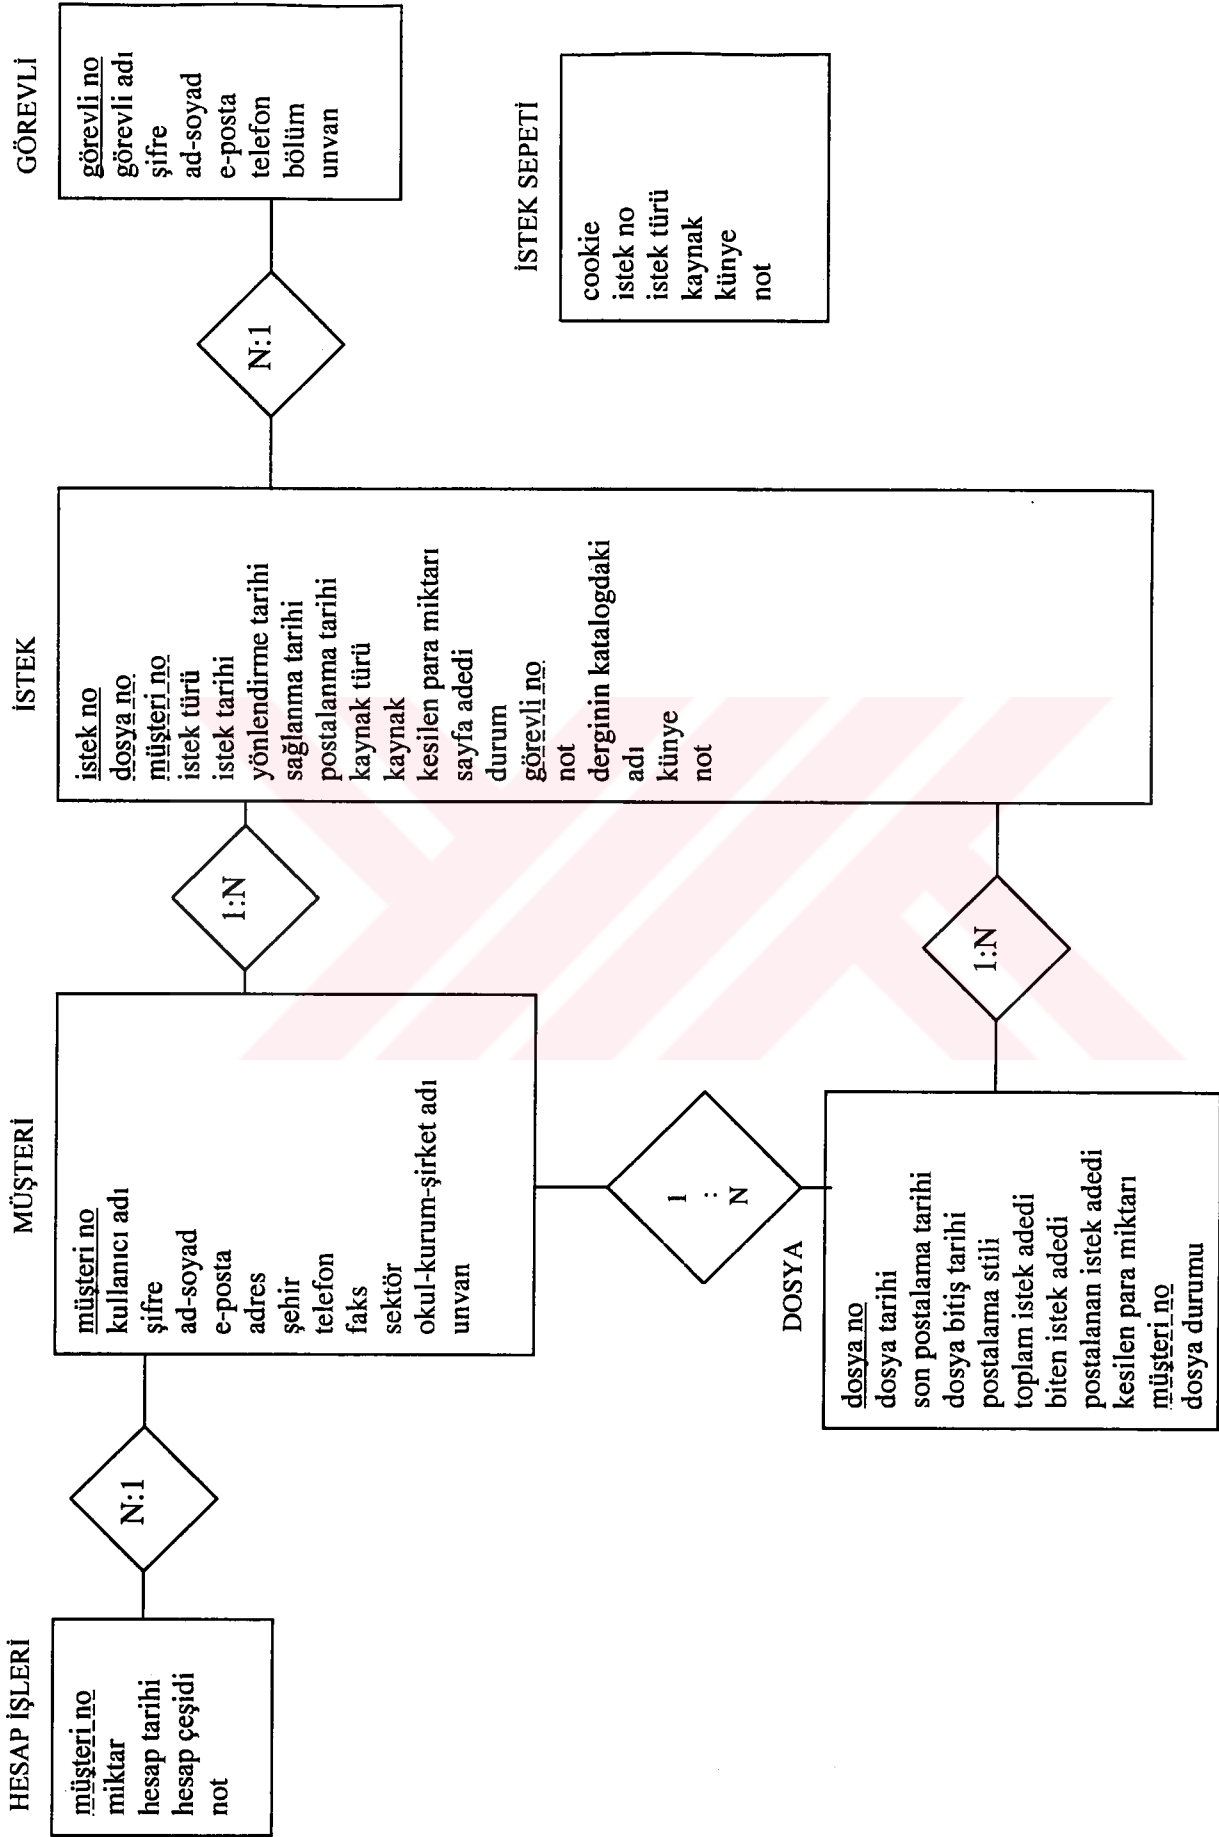 HESAP İŞLERİ
müşteri no
miktar
hesap tarihi
hesap çeşidi
not
N:1
MÜŞTERİ
müşteri no
kullanıcı adı
şifre
ad-soyad
e-posta
adres
şehir
telefon
faks
sektör
okul-kurum-şirket adı
unvan
1
:
N
DOSYA
dosya no
dosya tarihi
son postalama tarihi
dosya bitiş tarihi
postalama stili
toplam istek adedi
biten istek adedi
postalanan istek adedi
kesilen para miktarı
müşteri no
dosya durumu
1:N
1:N
İSTEK
istek no
dosya no
müşteri no
istek türü
istek tarihi
yönlendirme tarihi
sağlanma tarihi
postalanma tarihi
kaynak türü
kaynak
kesilen para miktarı
sayfa adedi
durum
görevli no
not
derginin katalogdaki
adı
künye
not
N:1
GÖREVLİ
görevli no
görevli adı
şifre
ad-soyad
e-posta
telefon
bölüm
unvan
İSTEK SEPETİ
cookie
istek no
istek türü
kaynak
künye
not